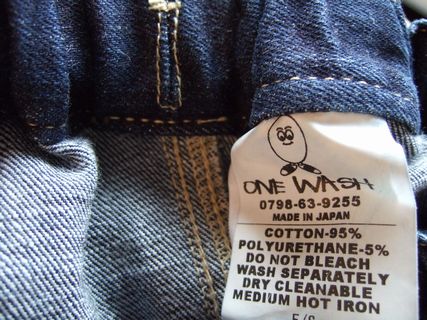 ONE WASH
0798-63-9255
MADE IN JAPAN
COTTON-95%
POLYURETHANE-5%
DO NOT BLEACH
WASH SEPARATELY
DRY CLEANABLE
MEDIUM HOT IRON